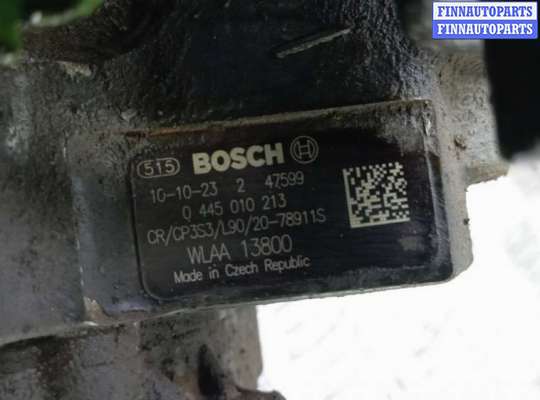 FINNAUTOPARTS
FINNAUTOPARTS
515 BOSCH
10-10-23 2 47599
0 445 010 213
CR/CP3S3/L90/20-78911S
WLAA 13800
Made in Czech Republic